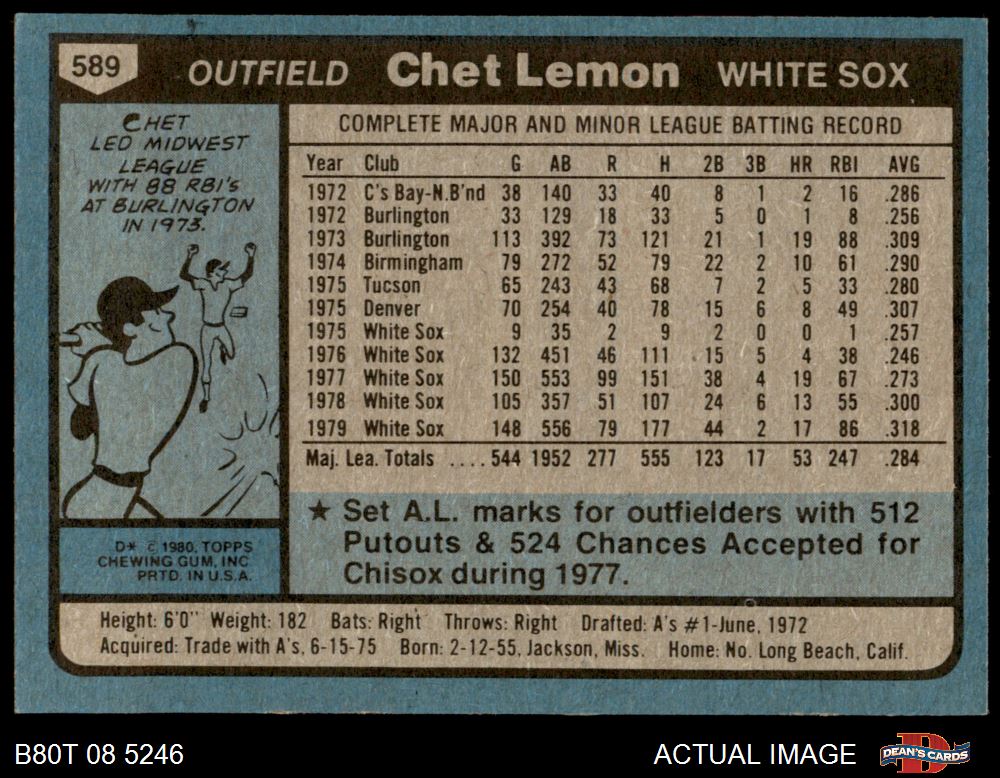 589 OUTFIELD Chet Lemon WHITE SOX
CHET
LED MIDWEST
LEAGUE
WITH 88 RBI's
AT BURLINGTON
IN 1973.
COMPLETE MAJOR AND MINOR LEAGUE BATTING RECORD
Year Club G AB R H 2B 3B HR RBI AVG
1972 C's Bay-N.B'nd 38 140 33 40 8 1 2 16 .286
1972 Burlington 33 129 18 33 5 0 1 8 .256
1973 Burlington 113 392 73 121 21 1 19 88 .309
1974 Birmingham 79 272 52 79 22 2 10 61 .290
1975 Tucson 65 243 43 68 7 2 5 33 .280
1975 Denver 70 254 40 78 15 6 8 49 .307
1975 White Sox 9 35 2 9 2 0 0 1 .257
1976 White Sox 132 451 46 111 15 5 4 38 .246
1977 White Sox 150 553 99 151 38 4 19 67 .273
1978 White Sox 105 357 51 107 24 6 13 55 .300
1979 White Sox 148 556 79 177 44 2 17 86 .318
Maj. Lea. Totals ....544 1952 277 555 123 17 53 247 .284
★ Set A.L. marks for outfielders with 512
Putouts & 524 Chances Accepted for
Chisox during 1977.
D* © 1980, TOPPS
CHEWING GUM, INC.
PRTD. IN U.S.A.
Height: 6'0" Weight: 182 Bats: Right Throws: Right Drafted: A's #1-June, 1972
Acquired: Trade with A's, 6-15-75 Born: 2-12-55, Jackson, Miss. Home: No. Long Beach, Calif.
B80T 08 5246 ACTUAL IMAGE DEAN'S CARDS